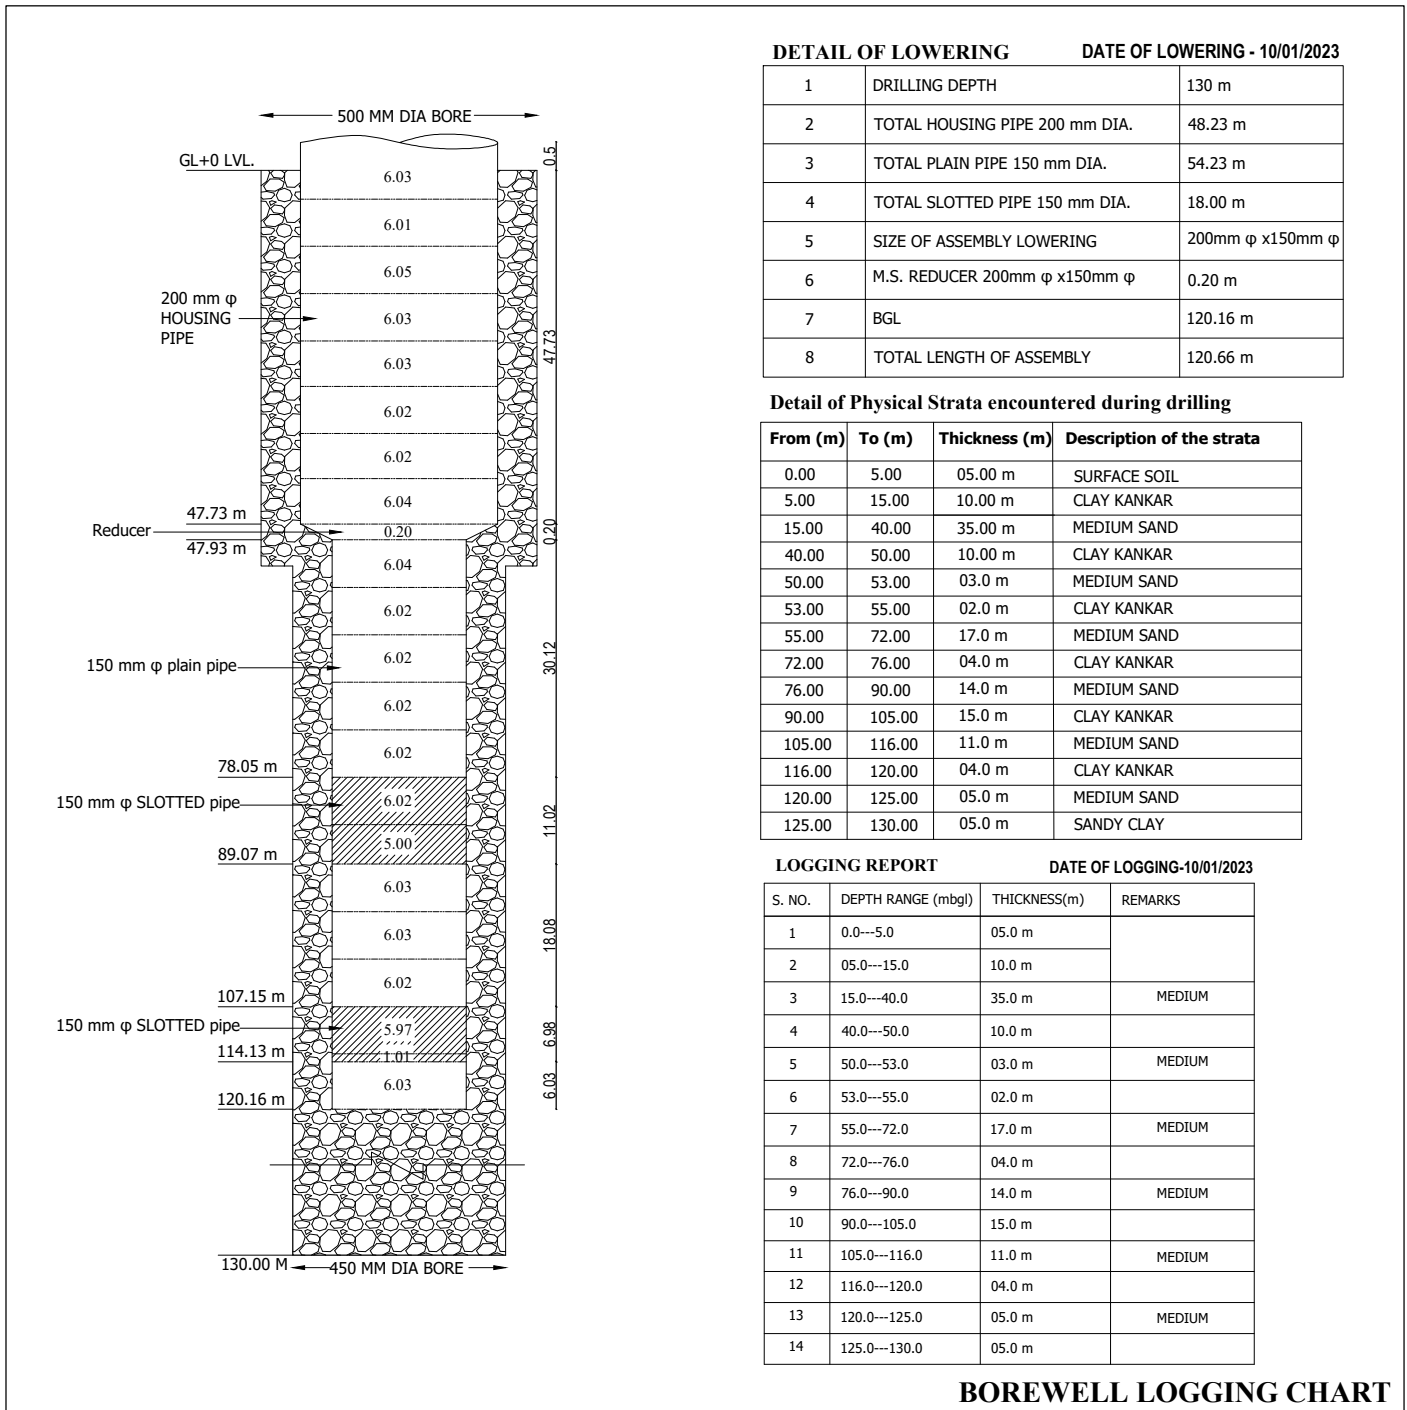 500 MM DIA BORE
GL+0 LVL.
0.5
6.03
6.01
6.05
200 mm φ
HOUSING
PIPE
6.03
47.73
6.03
6.02
6.02
6.04
47.73 m
Reducer
0.20
0.20
47.93 m
6.04
6.02
150 mm φ plain pipe
6.02
30.12
6.02
6.02
78.05 m
150 mm φ SLOTTED pipe
6.02
11.02
5.00
89.07 m
6.03
6.03
18.08
6.02
107.15 m
150 mm φ SLOTTED pipe
5.97
6.98
114.13 m
1.01
6.03
6.03
120.16 m
130.00 M
450 MM DIA BORE
DETAIL OF LOWERING DATE OF LOWERING - 10/01/2023
1 DRILLING DEPTH 130 m
2 TOTAL HOUSING PIPE 200 mm DIA. 48.23 m
3 TOTAL PLAIN PIPE 150 mm DIA. 54.23 m
4 TOTAL SLOTTED PIPE 150 mm DIA. 18.00 m
5 SIZE OF ASSEMBLY LOWERING 200mm φ x150mm φ
6 M.S. REDUCER 200mm φ x150mm φ 0.20 m
7 BGL 120.16 m
8 TOTAL LENGTH OF ASSEMBLY 120.66 m
Detail of Physical Strata encountered during drilling
From (m) To (m) Thickness (m) Description of the strata
0.00 5.00 05.00 m SURFACE SOIL
5.00 15.00 10.00 m CLAY KANKAR
15.00 40.00 35.00 m MEDIUM SAND
40.00 50.00 10.00 m CLAY KANKAR
50.00 53.00 03.0 m MEDIUM SAND
53.00 55.00 02.0 m CLAY KANKAR
55.00 72.00 17.0 m MEDIUM SAND
72.00 76.00 04.0 m CLAY KANKAR
76.00 90.00 14.0 m MEDIUM SAND
90.00 105.00 15.0 m CLAY KANKAR
105.00 116.00 11.0 m MEDIUM SAND
116.00 120.00 04.0 m CLAY KANKAR
120.00 125.00 05.0 m MEDIUM SAND
125.00 130.00 05.0 m SANDY CLAY
LOGGING REPORT DATE OF LOGGING-10/01/2023
S. NO. DEPTH RANGE (mbgl) THICKNESS(m) REMARKS
1 0.0---5.0 05.0 m
2 05.0---15.0 10.0 m
3 15.0---40.0 35.0 m MEDIUM
4 40.0---50.0 10.0 m
5 50.0---53.0 03.0 m MEDIUM
6 53.0---55.0 02.0 m
7 55.0---72.0 17.0 m MEDIUM
8 72.0---76.0 04.0 m
9 76.0---90.0 14.0 m MEDIUM
10 90.0---105.0 15.0 m
11 105.0---116.0 11.0 m MEDIUM
12 116.0---120.0 04.0 m
13 120.0---125.0 05.0 m MEDIUM
14 125.0---130.0 05.0 m
BOREWELL LOGGING CHART